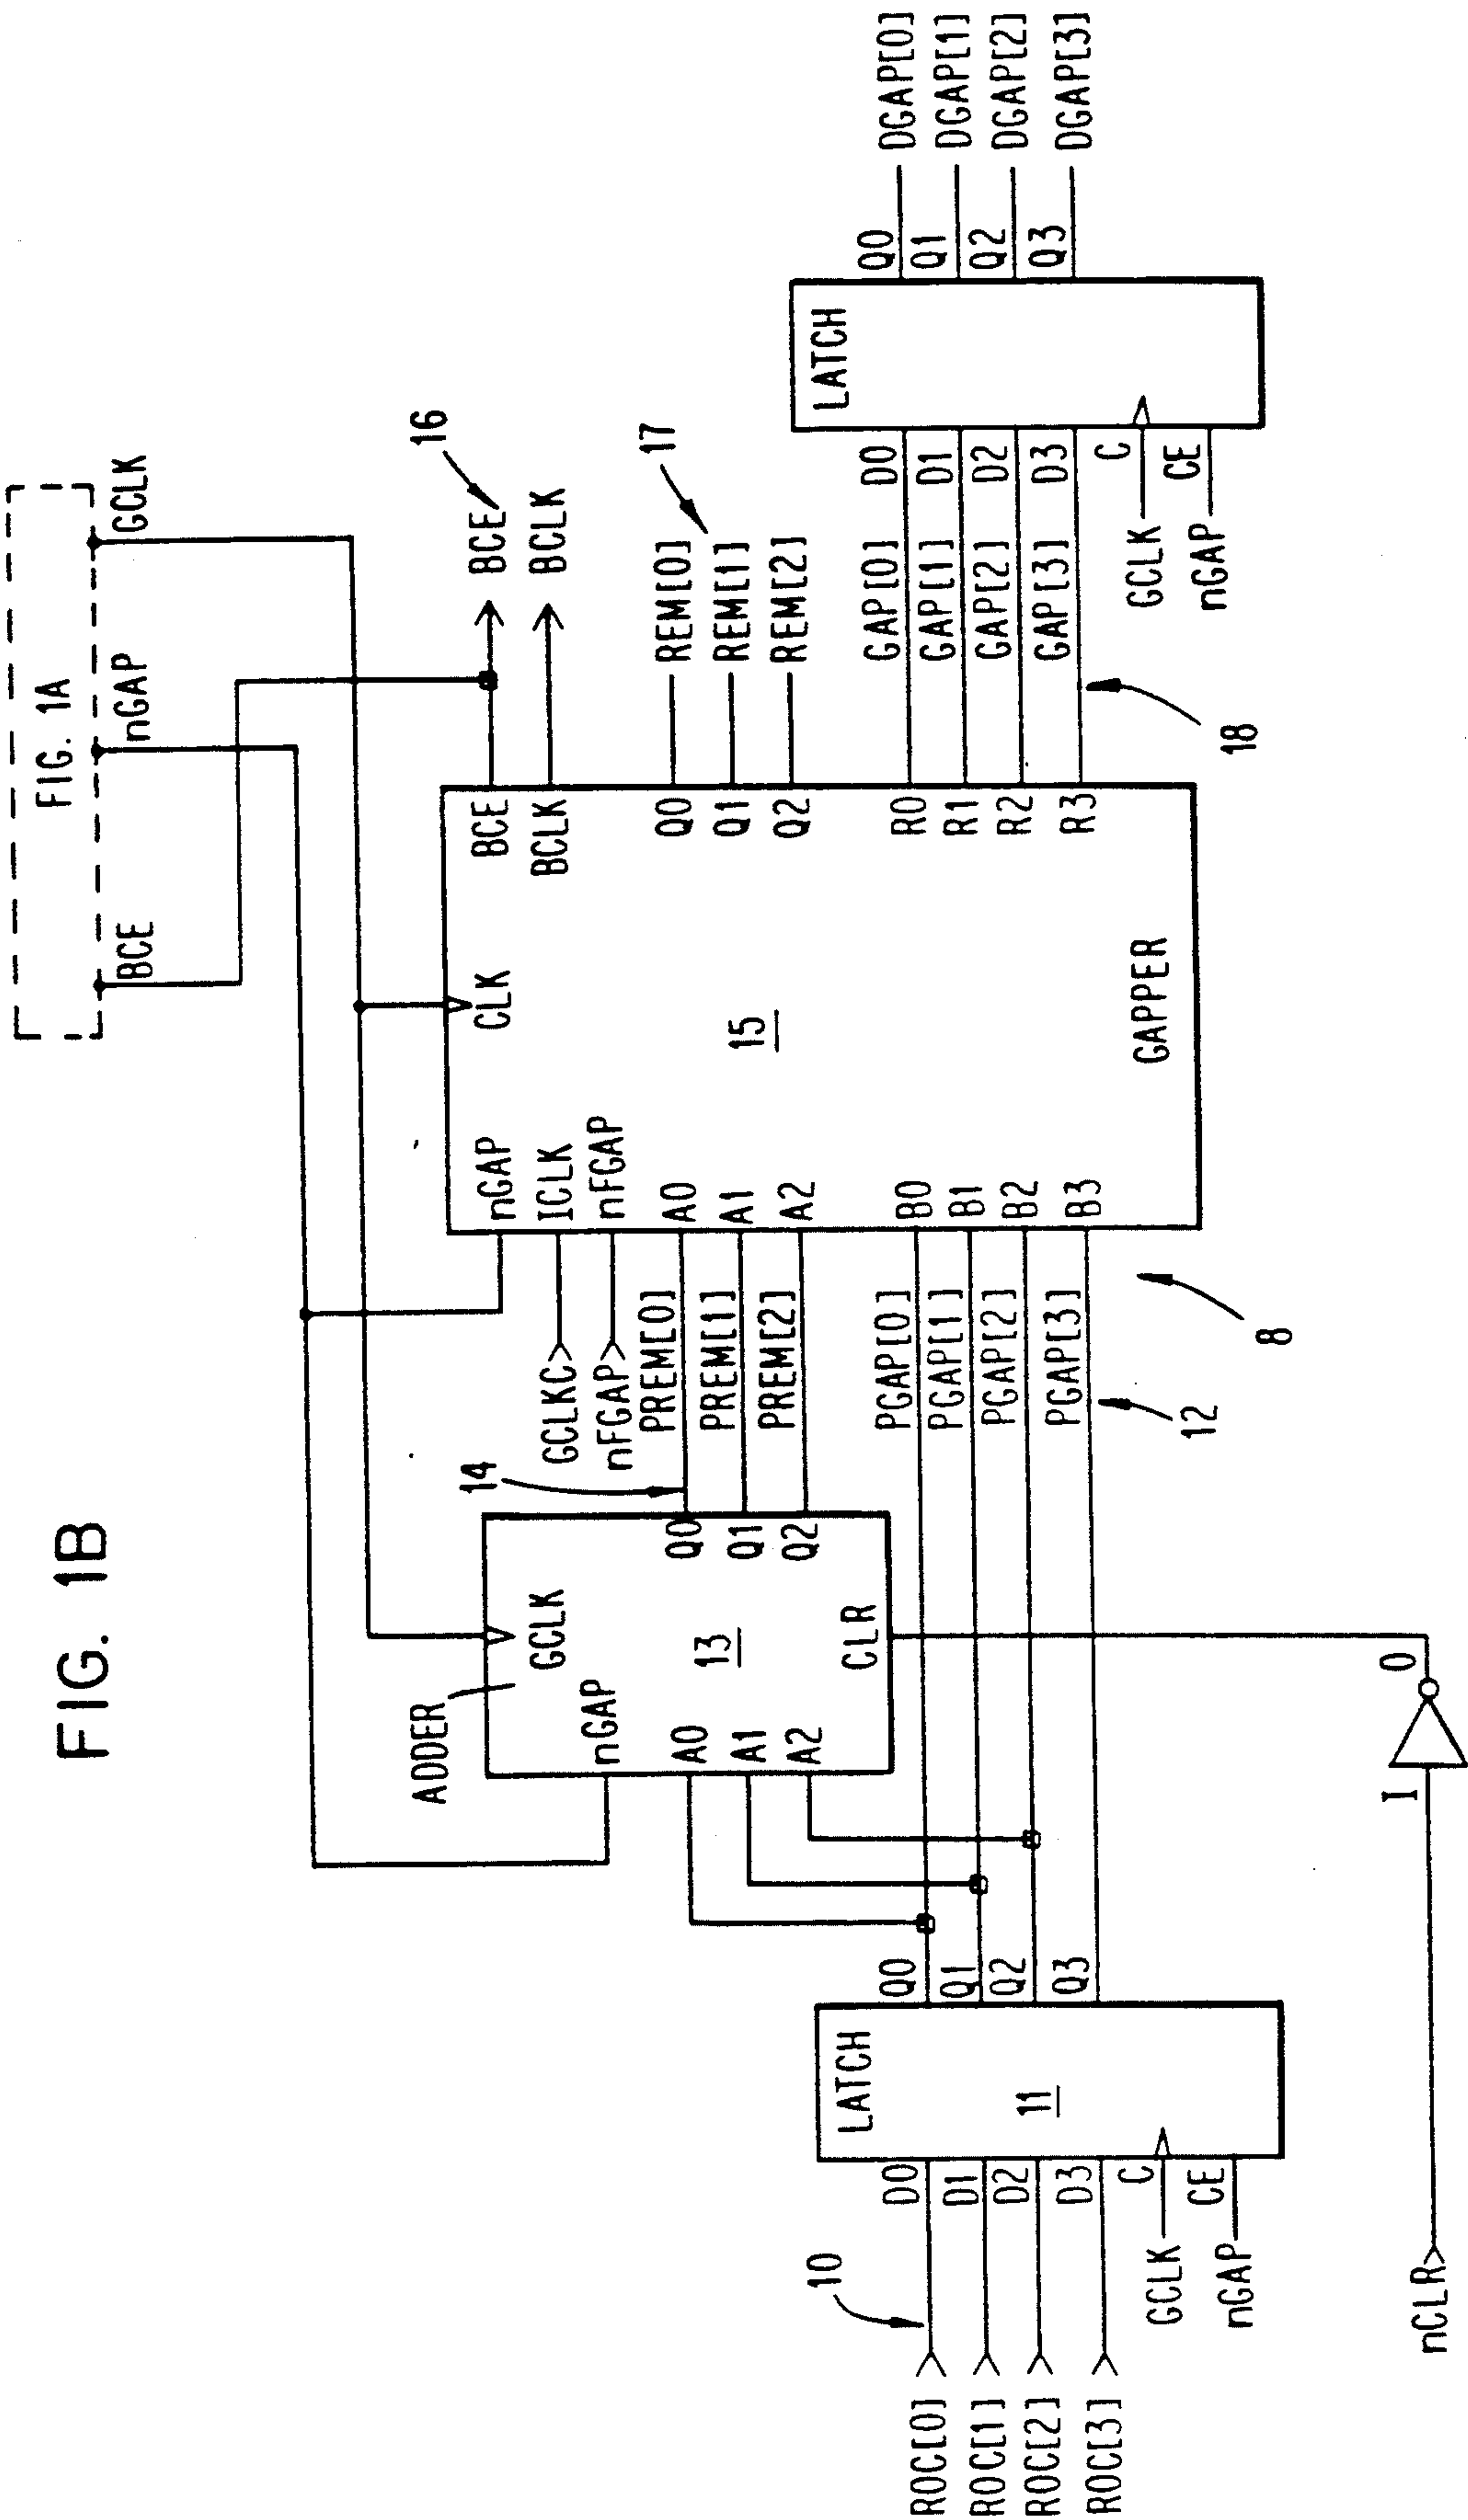 FIG. 1B
FIG. 1A
BCE
nGAP
GCLK
ROC[0]
ROC[1]
ROC[2]
ROC[3]
10
D0
D1
D2
D3
C
CE
GCLK
nGAP
LATCH
11
Q0
Q1
Q2
Q3
nCLR
I
O
ADDER
GCLK
nGAP
13
A0
A1
A2
CLR
Q0
Q1
Q2
14
GCLKC
nFGAP
PREM[0]
PREM[1]
PREM[2]
PGAP[0]
PGAP[1]
PGAP[2]
PGAP[3]
12
8
nGAP
ICLK
nFGAP
A0
A1
A2
B0
B1
B2
B3
CLK
15
GAPPER
BCE
BCLK
Q0
Q1
Q2
R0
R1
R2
R3
BCE
BCLK
16
REM[0]
REM[1]
REM[2]
17
GAP[0]
GAP[1]
GAP[2]
GAP[3]
18
D0
D1
D2
D3
C
CE
GCLK
nGAP
LATCH
Q0
Q1
Q2
Q3
DGAP[0]
DGAP[1]
DGAP[2]
DGAP[3]